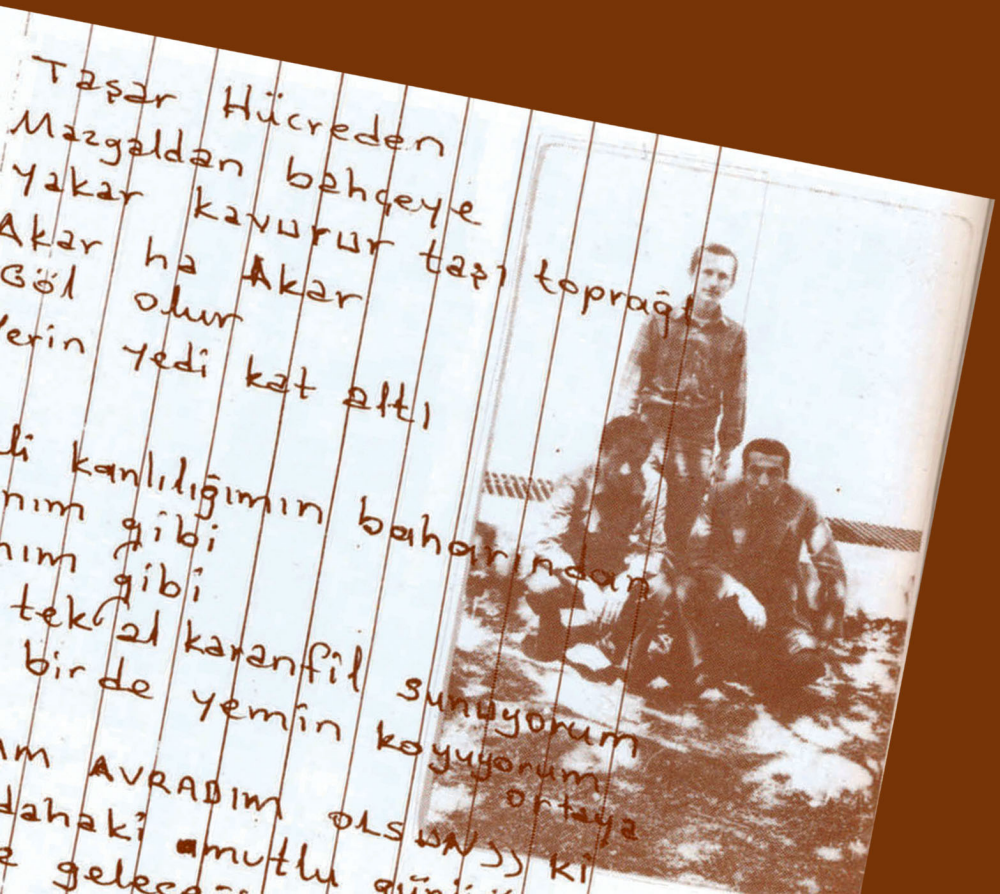 Taşar Hücreden
Mazgaldan bahçeye
Yakar kavurur taşı toprağı
Akar ha Akar
Göl olur
Yerin yedi kat altı
li kanlılığımın baharından
nım gibi
nım gibi
tek al karanfil sunuyorum
bir de yemin koyuyorum
ortaya
AVRADIM OLSUN)) ki
dahaki umutlu